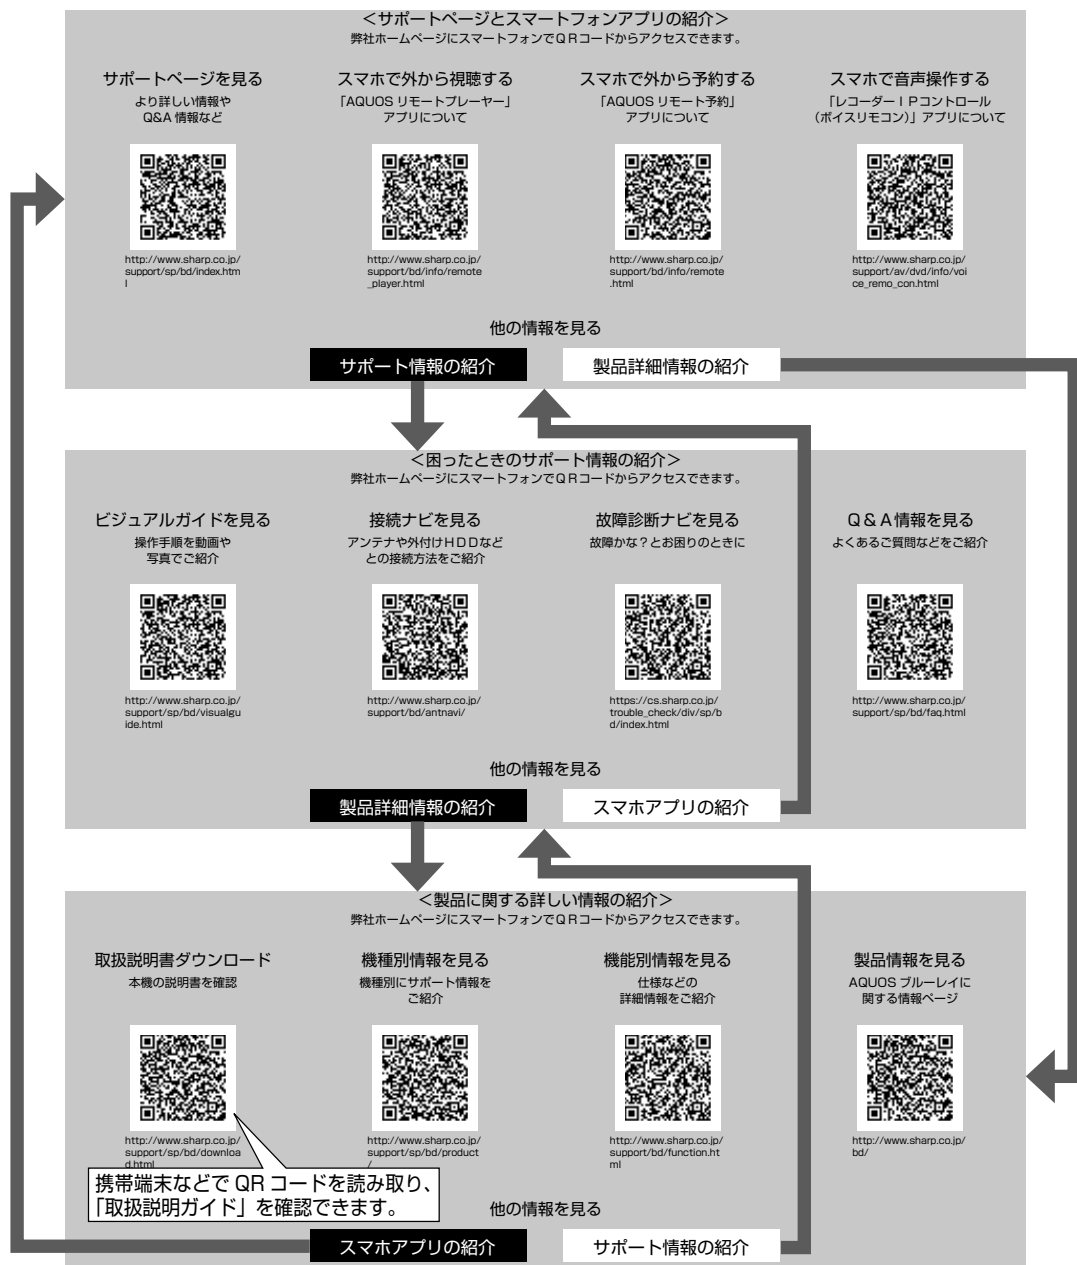 ＜サポートページとスマートフォンアプリの紹介＞
弊社ホームページにスマートフォンでＱＲコードからアクセスできます。
サポートページを見る
より詳しい情報や
Q&A 情報など
http://www.sharp.co.jp/
support/sp/bd/index.htm
l
スマホで外から視聴する
「AQUOS リモートプレーヤー」
アプリについて
http://www.sharp.co.jp/
support/bd/info/remote
_player.html
スマホで外から予約する
「AQUOS リモート予約」
アプリについて
http://www.sharp.co.jp/
support/bd/info/remote
.html
スマホで音声操作する
「レコーダーＩＰコントロール
（ボイスリモコン）」アプリについて
http://www.sharp.co.jp/
support/av/dvd/info/voi
ce_remo_con.html
他の情報を見る
サポート情報の紹介
製品詳細情報の紹介
＜困ったときのサポート情報の紹介＞
弊社ホームページにスマートフォンでＱＲコードからアクセスできます。
ビジュアルガイドを見る
操作手順を動画や
写真でご紹介
http://www.sharp.co.jp/
support/sp/bd/visualgu
ide.html
接続ナビを見る
アンテナや外付けＨＤＤなど
との接続方法をご紹介
http://www.sharp.co.jp/
support/bd/antnavi/
故障診断ナビを見る
故障かな？とお困りのときに
https://cs.sharp.co.jp/
trouble_check/div/sp/b
d/index.html
Ｑ＆Ａ情報を見る
よくあるご質問などをご紹介
http://www.sharp.co.jp/
support/sp/bd/faq.html
他の情報を見る
製品詳細情報の紹介
スマホアプリの紹介
＜製品に関する詳しい情報の紹介＞
弊社ホームページにスマートフォンでＱＲコードからアクセスできます。
取扱説明書ダウンロード
本機の説明書を確認
http://www.sharp.co.jp/
support/sp/bd/downloa
d.html
携帯端末などで QR コードを読み取り、
「取扱説明ガイド」を確認できます。
機種別情報を見る
機種別にサポート情報を
ご紹介
http://www.sharp.co.jp/
support/sp/bd/product
/
機能別情報を見る
仕様などの
詳細情報をご紹介
http://www.sharp.co.jp/
support/bd/function.ht
ml
製品情報を見る
AQUOS ブルーレイに
関する情報ページ
http://www.sharp.co.jp/
bd/
他の情報を見る
スマホアプリの紹介
サポート情報の紹介